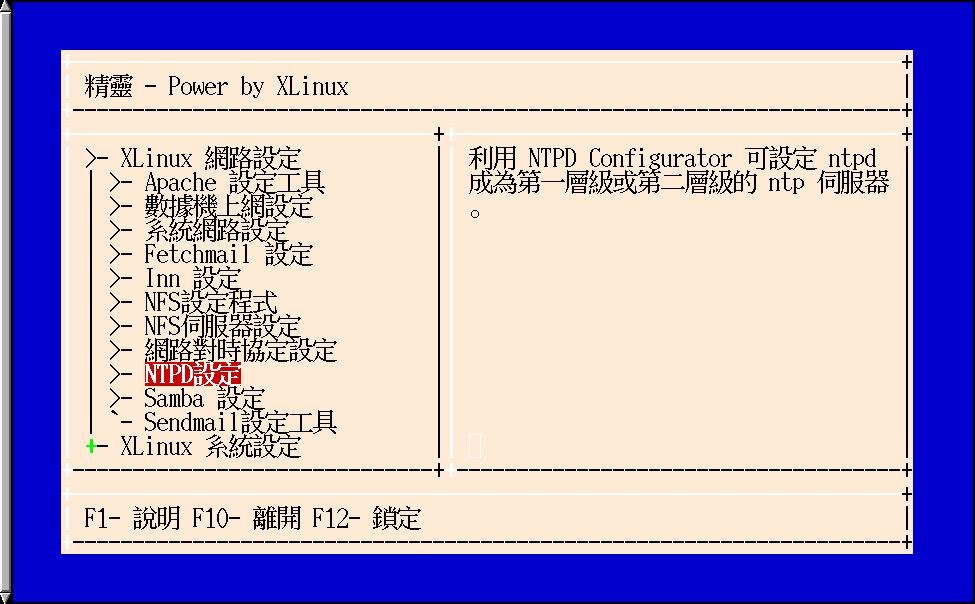 精靈 - Power by XLinux
>- XLinux 網路設定
| >- Apache 設定工具
| >- 數據機上網設定
| >- 系統網路設定
| >- Fetchmail 設定
| >- Inn 設定
| >- NFS設定程式
| >- NFS伺服器設定
| >- 網路對時協定設定
| >- NTPD設定
| >- Samba 設定
| `- Sendmail設定工具
+- XLinux 系統設定
利用 NTPD Configurator 可設定 ntpd
成為第一層級或第二層級的 ntp 伺服器
。
F1- 說明 F10- 離開 F12- 鎖定